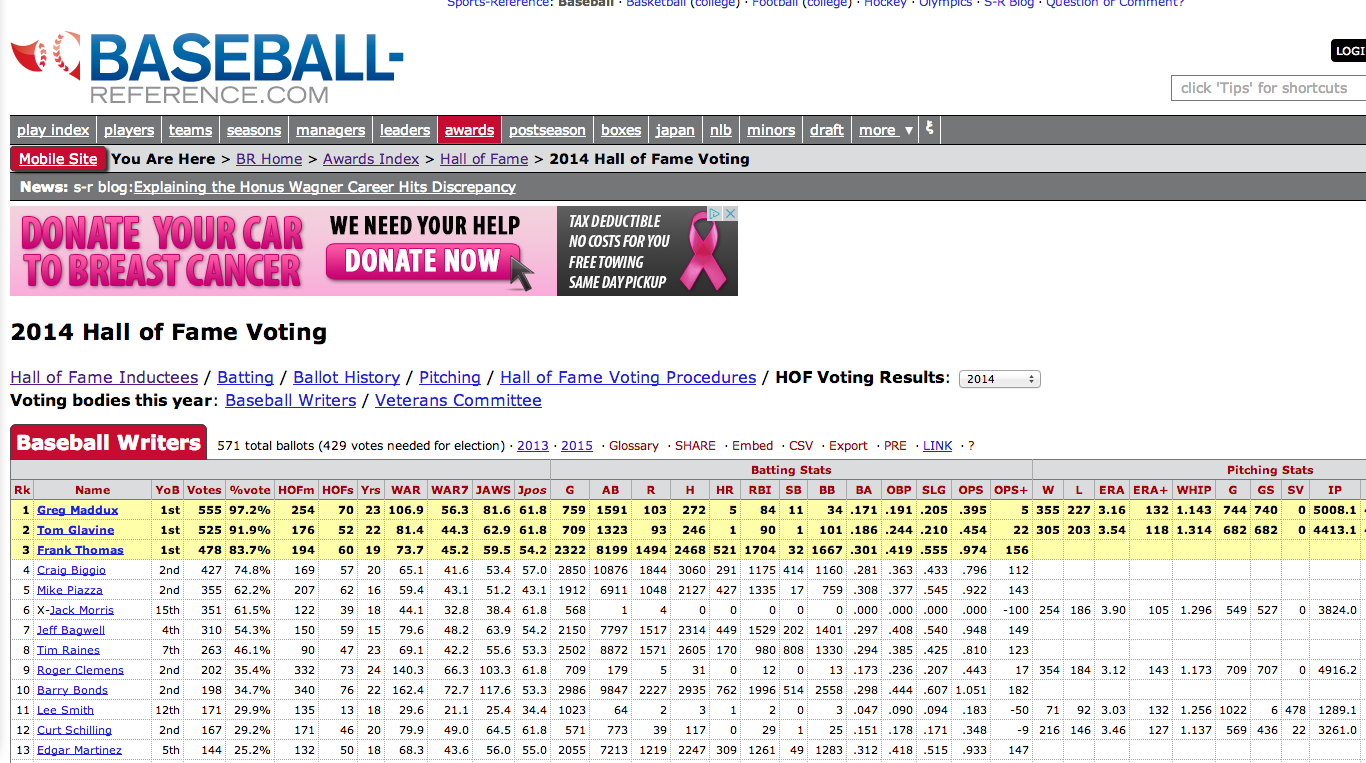 Sports-Reference: Baseball · Basketball (college) · Football (college) · Hockey · Olympics · S-R Blog · Question or Comment?
BASEBALL-
REFERENCE.COM
LOGI
click 'Tips' for shortcuts
play index players teams seasons managers leaders awards postseason boxes japan nlb minors draft more ▼ ξ
Mobile Site You Are Here > BR Home > Awards Index > Hall of Fame > 2014 Hall of Fame Voting
News: s-r blog:Explaining the Honus Wagner Career Hits Discrepancy
DONATE YOUR CAR
TO BREAST CANCER
WE NEED YOUR HELP
DONATE NOW
TAX DEDUCTIBLE
NO COSTS FOR YOU
FREE TOWING
SAME DAY PICKUP
2014 Hall of Fame Voting
Hall of Fame Inductees / Batting / Ballot History / Pitching / Hall of Fame Voting Procedures / HOF Voting Results: 2014
Voting bodies this year: Baseball Writers / Veterans Committee
Baseball Writers 571 total ballots (429 votes needed for election) · 2013 · 2015 · Glossary · SHARE · Embed · CSV · Export · PRE · LINK · ?
Batting Stats Pitching Stats
Rk Name YoB Votes %vote HOFm HOFs Yrs WAR WAR7 JAWS Jpos G AB R H HR RBI SB BB BA OBP SLG OPS OPS+ W L ERA ERA+ WHIP G GS SV IP
1 Greg Maddux 1st 555 97.2% 254 70 23 106.9 56.3 81.6 61.8 759 1591 103 272 5 84 11 34 .171 .191 .205 .395 5 355 227 3.16 132 1.143 744 740 0 5008.1
2 Tom Glavine 1st 525 91.9% 176 52 22 81.4 44.3 62.9 61.8 709 1323 93 246 1 90 1 101 .186 .244 .210 .454 22 305 203 3.54 118 1.314 682 682 0 4413.1
3 Frank Thomas 1st 478 83.7% 194 60 19 73.7 45.2 59.5 54.2 2322 8199 1494 2468 521 1704 32 1667 .301 .419 .555 .974 156
4 Craig Biggio 2nd 427 74.8% 169 57 20 65.1 41.6 53.4 57.0 2850 10876 1844 3060 291 1175 414 1160 .281 .363 .433 .796 112
5 Mike Piazza 2nd 355 62.2% 207 62 16 59.4 43.1 51.2 43.1 1912 6911 1048 2127 427 1335 17 759 .308 .377 .545 .922 143
6 X-Jack Morris 15th 351 61.5% 122 39 18 44.1 32.8 38.4 61.8 568 1 4 0 0 0 0 0 .000 .000 .000 .000 -100 254 186 3.90 105 1.296 549 527 0 3824.0
7 Jeff Bagwell 4th 310 54.3% 150 59 15 79.6 48.2 63.9 54.2 2150 7797 1517 2314 449 1529 202 1401 .297 .408 .540 .948 149
8 Tim Raines 7th 263 46.1% 90 47 23 69.1 42.2 55.6 53.3 2502 8872 1571 2605 170 980 808 1330 .294 .385 .425 .810 123
9 Roger Clemens 2nd 202 35.4% 332 73 24 140.3 66.3 103.3 61.8 709 179 5 31 0 12 0 13 .173 .236 .207 .443 17 354 184 3.12 143 1.173 709 707 0 4916.2
10 Barry Bonds 2nd 198 34.7% 340 76 22 162.4 72.7 117.6 53.3 2986 9847 2227 2935 762 1996 514 2558 .298 .444 .607 1.051 182
11 Lee Smith 12th 171 29.9% 135 13 18 29.6 21.1 25.4 34.4 1023 64 2 3 1 2 0 3 .047 .090 .094 .183 -50 71 92 3.03 132 1.256 1022 6 478 1289.1
12 Curt Schilling 2nd 167 29.2% 171 46 20 79.9 49.0 64.5 61.8 571 773 39 117 0 29 1 25 .151 .178 .171 .348 -9 216 146 3.46 127 1.137 569 436 22 3261.0
13 Edgar Martinez 5th 144 25.2% 132 50 18 68.3 43.6 56.0 55.0 2055 7213 1219 2247 309 1261 49 1283 .312 .418 .515 .933 147